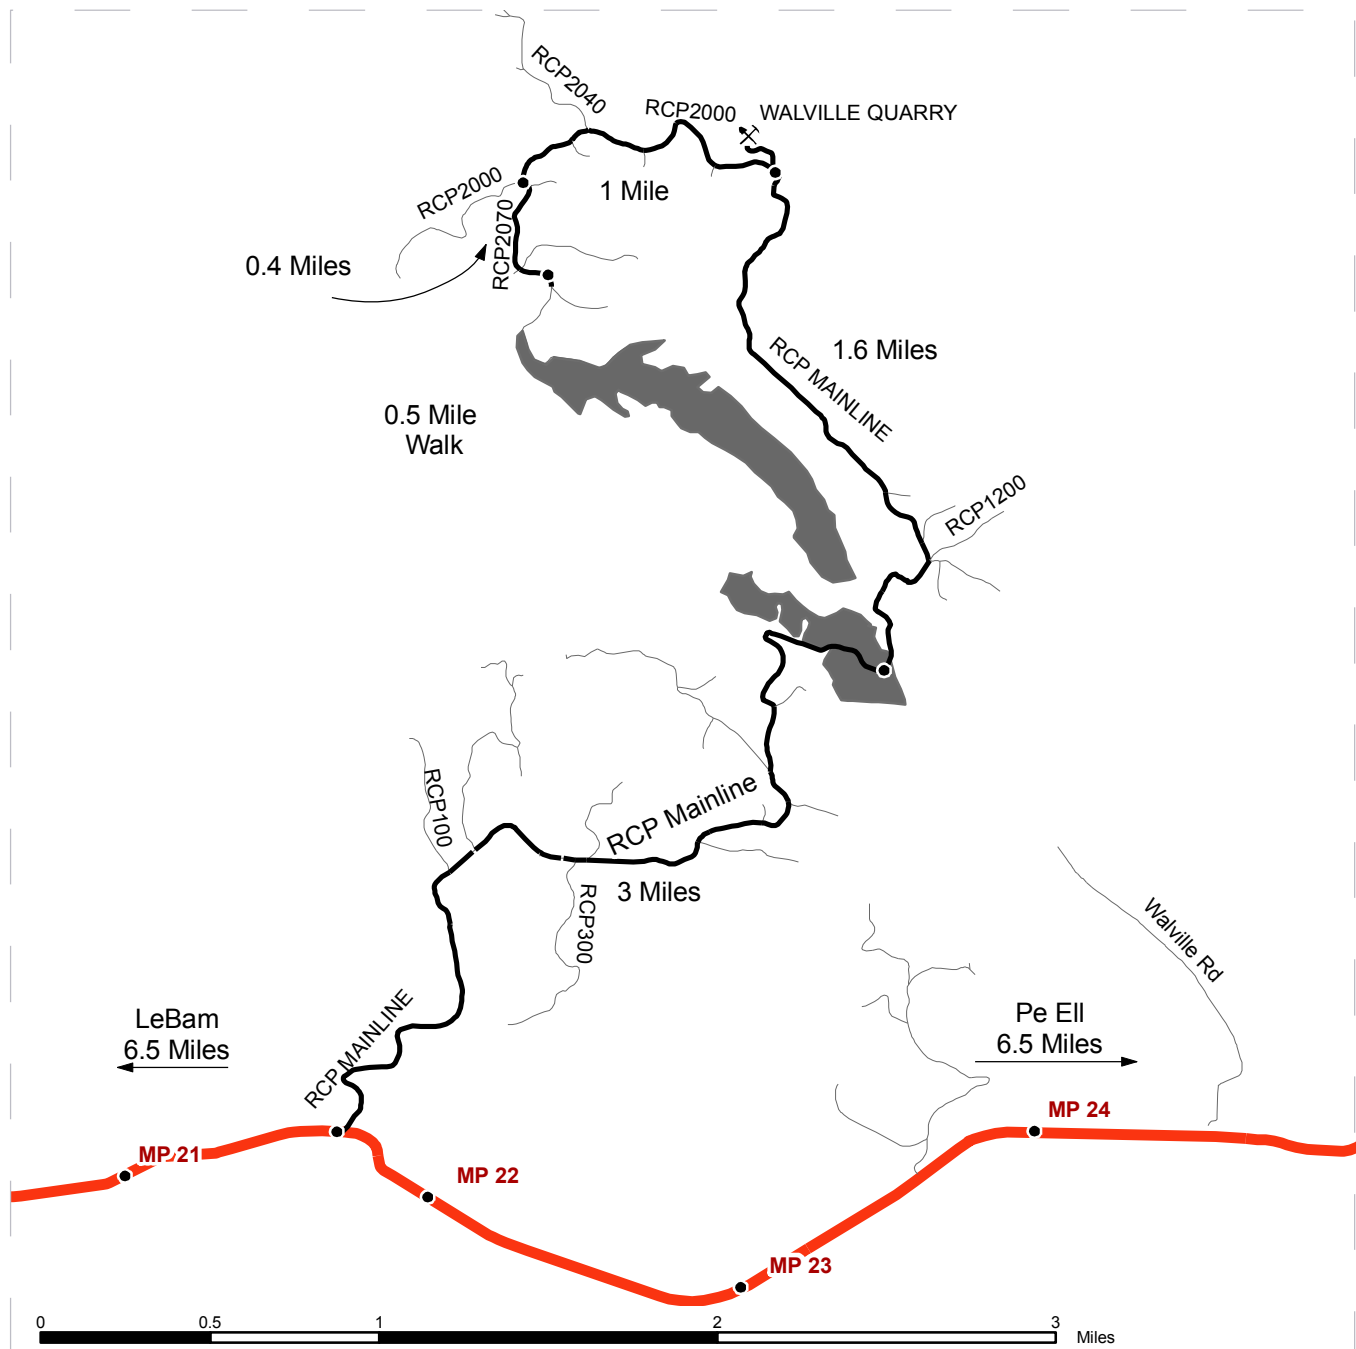 RCP2040
RCP2000
WALVILLE QUARRY
RCP2000
1 Mile
RCP2070
0.4 Miles
1.6 Miles
RCP MAINLINE
0.5 Mile
Walk
RCP1200
RCP100
RCP Mainline
3 Miles
RCP300
Walville Rd
RCP MAINLINE
LeBam
6.5 Miles
Pe Ell
6.5 Miles
MP 21
MP 22
MP 23
MP 24
0
0.5
1
2
3
Miles